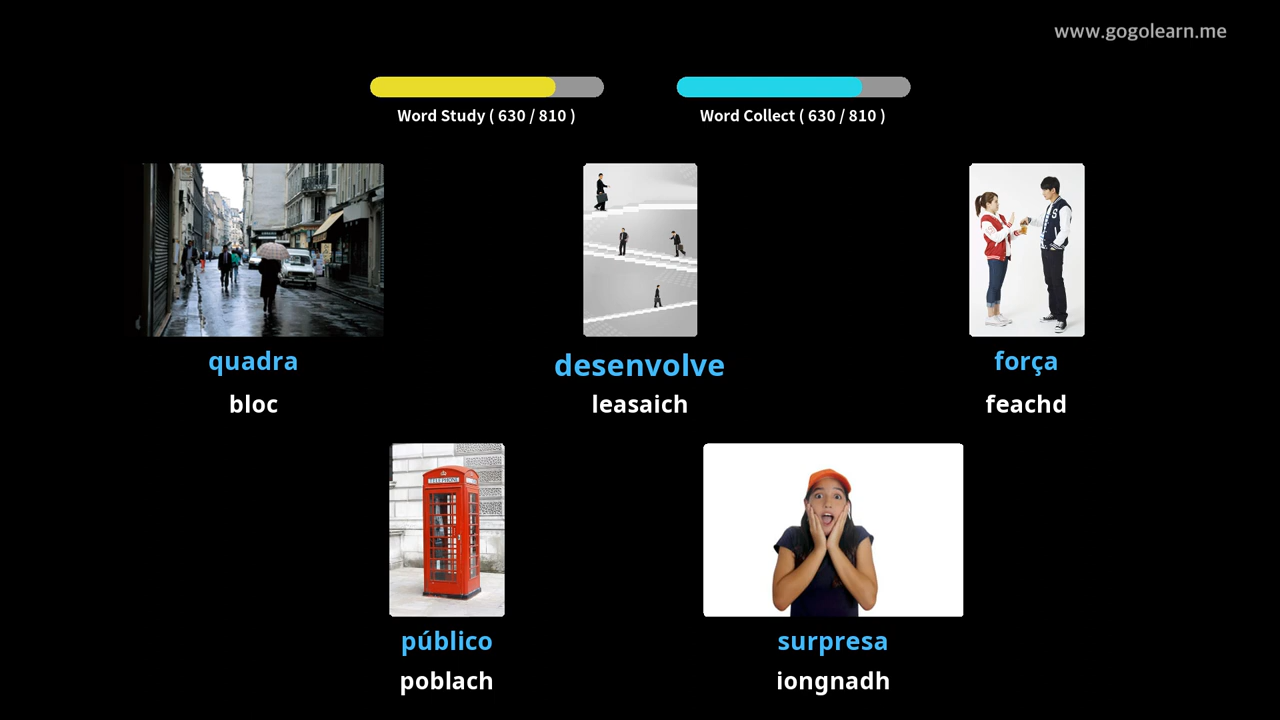 www.gogolearn.me
Word Study ( 630 / 810 )
Word Collect ( 630 / 810 )
quadra
desenvolve
força
bloc
leasaich
feachd
TELEPHONE
público
surpresa
poblach
iongnadh